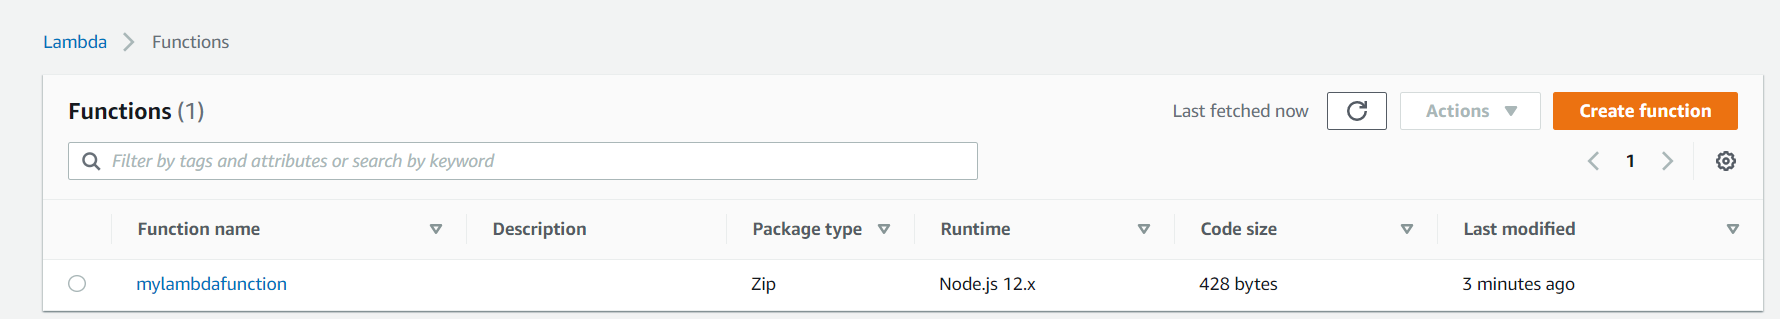 Lambda > Functions
Functions (1) Last fetched now Actions Create function
Filter by tags and attributes or search by keyword 1
Function name Description Package type Runtime Code size Last modified
mylambdafunction Zip Node.js 12.x 428 bytes 3 minutes ago